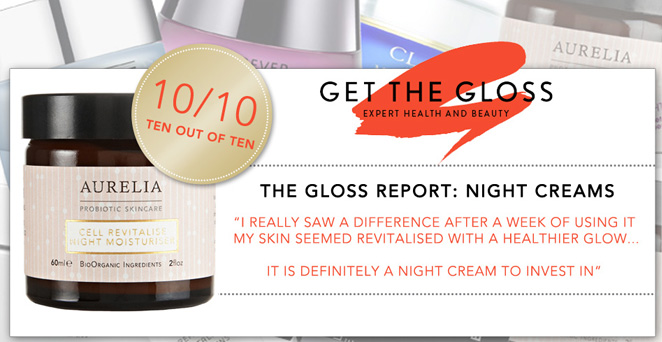 AURELIA
10/10
TEN OUT OF TEN
GET THE GLOSS
EXPERT HEALTH AND BEAUTY
AURELIA
PROBIOTIC SKINCARE
CELL REVITALISE
NIGHT MOISTURISER
60ml e BioOrganic Ingredients 2floz
THE GLOSS REPORT: NIGHT CREAMS
“I REALLY SAW A DIFFERENCE AFTER A WEEK OF USING IT
MY SKIN SEEMED REVITALISED WITH A HEALTHIER GLOW...
IT IS DEFINITELY A NIGHT CREAM TO INVEST IN”